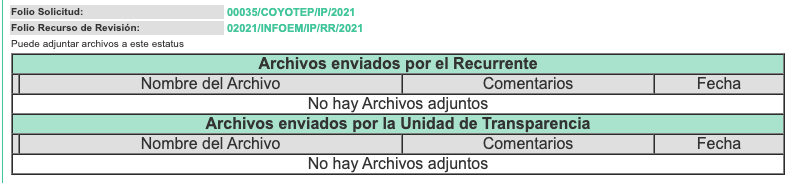 Folio Solicitud: 00035/COYOTEP/IP/2021
Folio Recurso de Revisión: 02021/INFOEM/IP/RR/2021
Puede adjuntar archivos a este estatus
Archivos enviados por el Recurrente
Nombre del Archivo Comentarios Fecha
No hay Archivos adjuntos
Archivos enviados por la Unidad de Transparencia
Nombre del Archivo Comentarios Fecha
No hay Archivos adjuntos